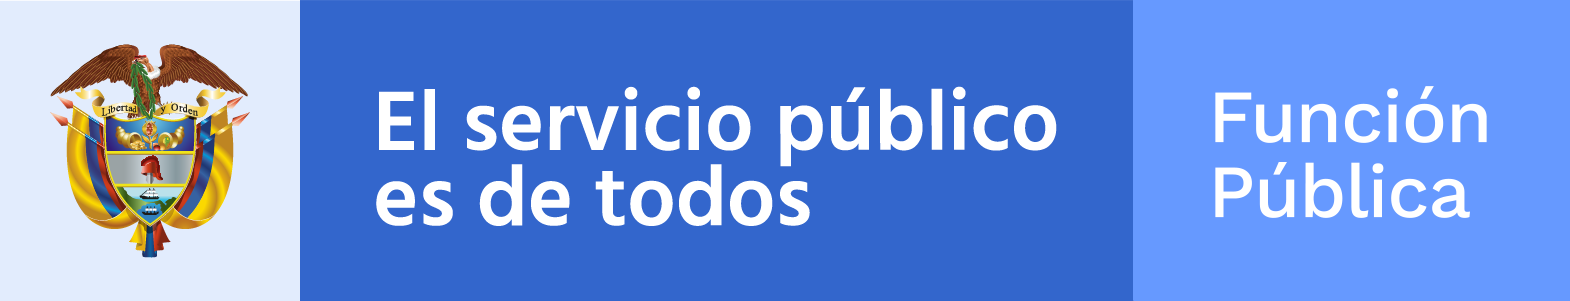 Libertad y Orden
El servicio público
es de todos
Función
Pública